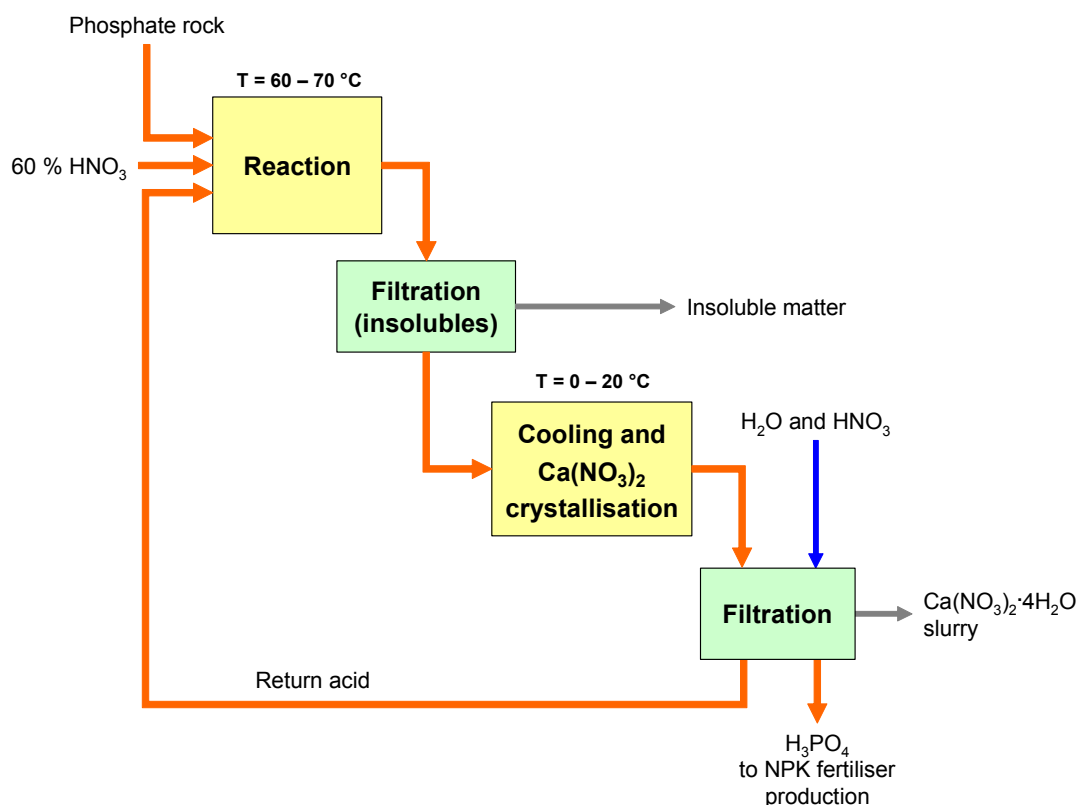 Phosphate rock
T = 60 – 70 °C
Reaction
60 % HNO₃
Filtration
(insolubles)
Insoluble matter
T = 0 – 20 °C
Cooling and
Ca(NO₃)₂
crystallisation
H₂O and HNO₃
Filtration
Ca(NO₃)₂·4H₂O
slurry
Return acid
H₃PO₄
to NPK fertiliser
production